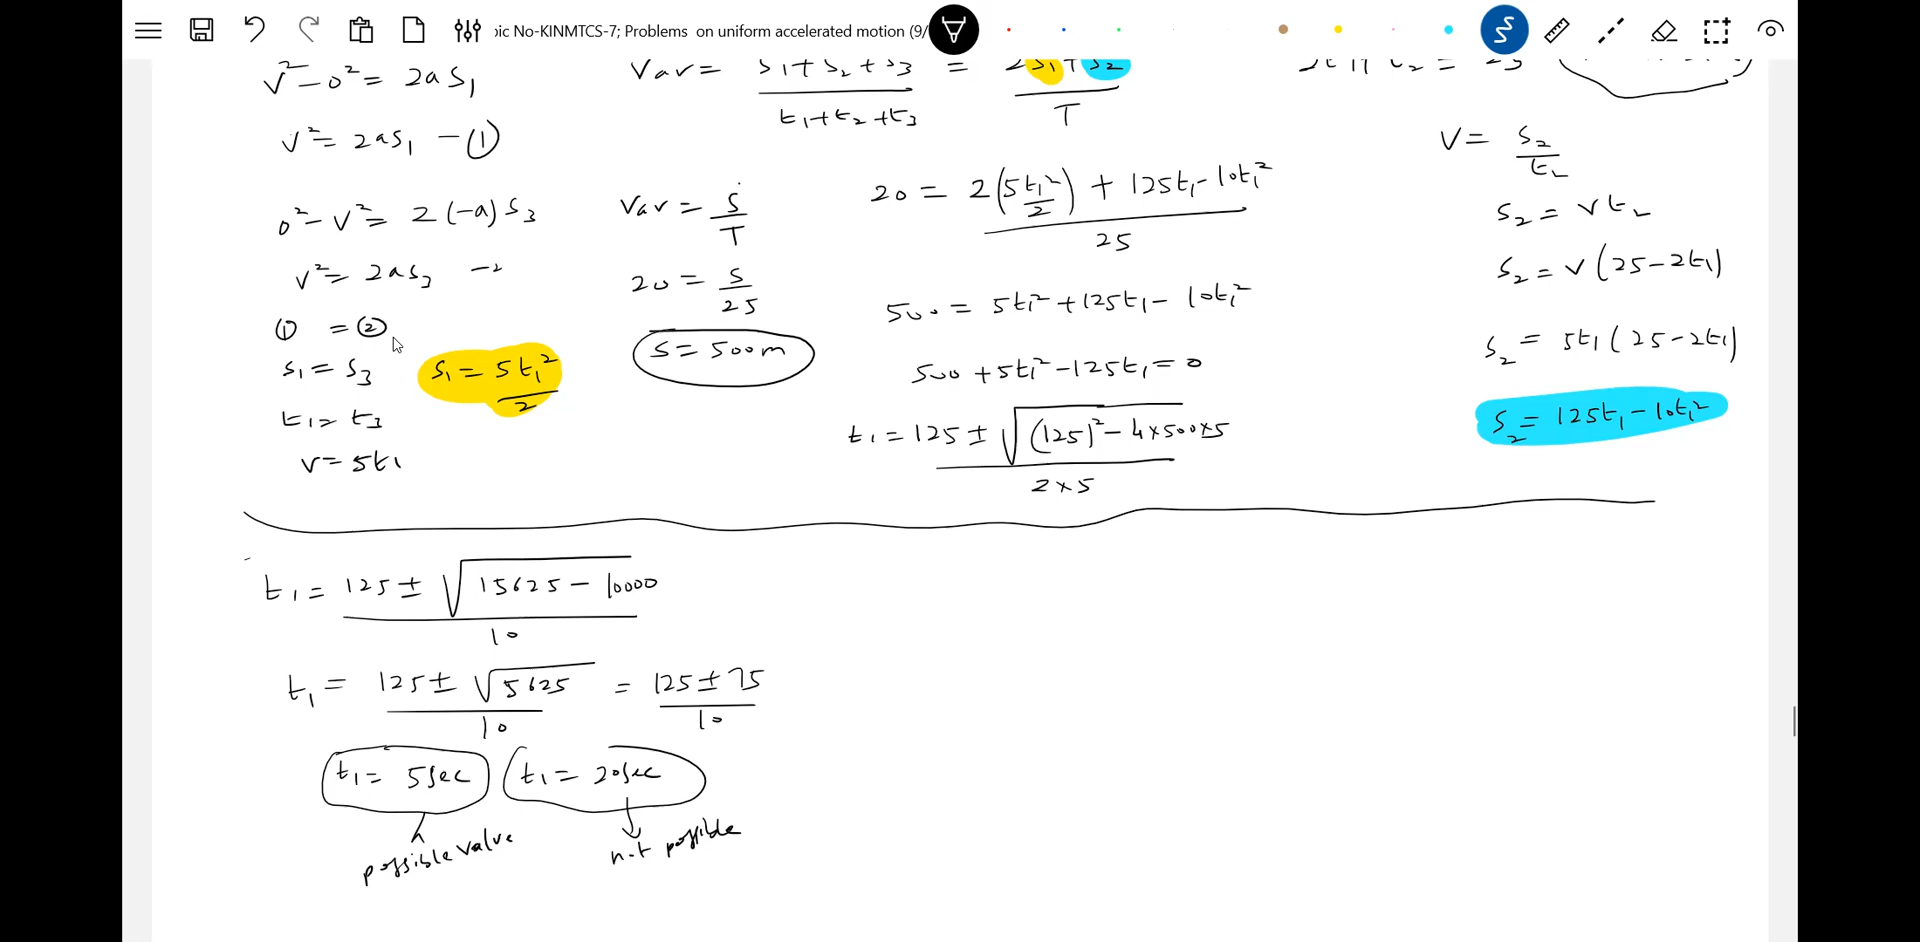 pic No-KINMTCS-7; Problems on uniform accelerated motion (9/
v² – 0² = 2aS₁
v² = 2aS₁ – ①
0² – v² = 2(-a)S₃
v² = 2aS₃ –2
① = ②
S₁ = S₃
t₁ = t₃
v = 5t₁
S₁ = 5t₁²/2
Var = (S₁ + S₂ + S₃)/(t₁ + t₂ + t₃) = (2S₁ + S₂)/T
Var = S/T
20 = S/25
S = 500m
20 = (2(5t₁²/2) + 125t₁ – 10t₁²)/25
500 = 5t₁² + 125t₁ – 10t₁²
500 + 5t₁² – 125t₁ = 0
t₁ = (125 ± √((125)² – 4×500×5))/(2×5)
V = S₂/t₂
S₂ = vt₂
S₂ = v(25–2t₁)
S₂ = 5t₁(25–2t₁)
S₂ = 125t₁ – 10t₁²
t₁ = (125 ± √(15625 – 10000))/10
t₁ = (125 ± √5625)/10 = (125 ± 75)/10
t₁ = 5sec t₁ = 20sec
possible value not possible